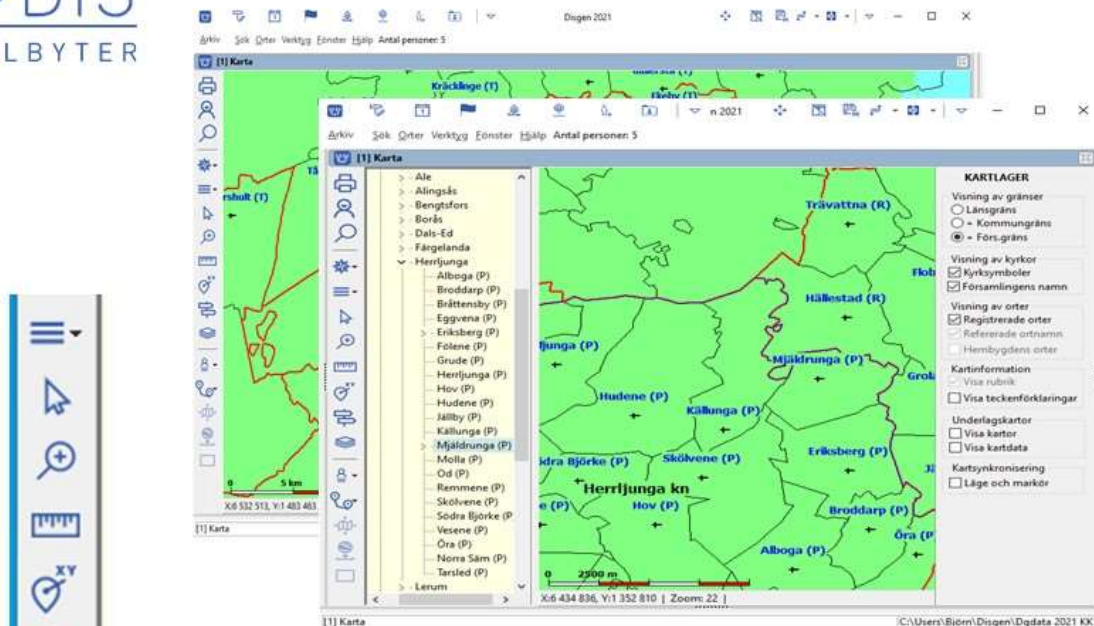 DIS
LBYTER
Disgen 2021
Arkiv Sök Orter Verktyg Fönster Hjälp Antal personer: 5
[1] Karta
Kräcklinge (T)
Ekeby (T)
rshult (T)
0 5 km
X:6 532 513, Y:1 483 463
[1] Karta
n 2021
Arkiv Sök Orter Verktyg Fönster Hjälp Antal personer: 5
[1] Karta
Ale
Alingsås
Bengtsfors
Borås
Dals-Ed
Färgelanda
Herrljunga
Alboga (P)
Broddarp (P)
Bråttensby (P)
Eggvena (P)
Eriksberg (P)
Fölene (P)
Grude (P)
Herrljunga (P)
Hov (P)
Hudene (P)
Jällby (P)
Källunga (P)
Mjäldrunga (P)
Molla (P)
Od (P)
Remmene (P)
Skölvene (P)
Södra Björke (P
Vesene (P)
Öra (P)
Norra Säm (P)
Tarsled (P)
Lerum
Trävattna (R)
Flob
Hällestad (R)
ljunga (P)
Mjäldrunga (P)
Grola
Hudene (P)
Källunga (P)
Eriksberg (P)
dra Björke (P)
Skölvene (P)
Herrljunga kn
e (P)
Hov (P)
Broddarp (P)
Öra (P
Alboga (P)
0 2500 m
X:6 434 836, Y:1 352 810 | Zoom: 22 |
KARTLAGER
Visning av gränser
Länsgräns
+ Kommungräns
+ Förs.gräns
Visning av kyrkor
Kyrksymboler
Församlingens namn
Visning av orter
Registrerade orter
Refererade ortnamn
Hembygdens orter
Kartinformation
Visa rubrik
Visa teckenförklaringar
Underlagskartor
Visa kartor
Visa kartdata
Kartsynkronisering
Läge och markör
[1] Karta
C:\Users\Björn\Disgen\Dgdata 2021 KK
XY